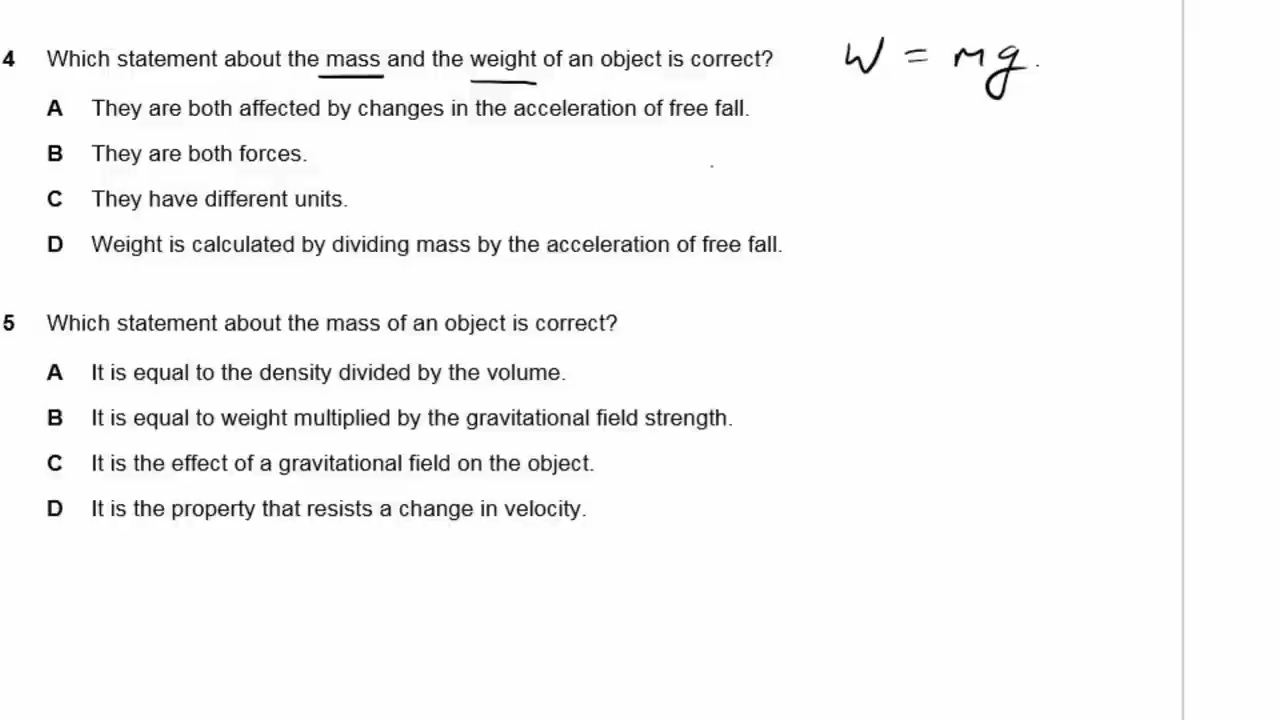 4 Which statement about the mass and the weight of an object is correct? W = mg.
A They are both affected by changes in the acceleration of free fall.
B They are both forces.
C They have different units.
D Weight is calculated by dividing mass by the acceleration of free fall.
5 Which statement about the mass of an object is correct?
A It is equal to the density divided by the volume.
B It is equal to weight multiplied by the gravitational field strength.
C It is the effect of a gravitational field on the object.
D It is the property that resists a change in velocity.